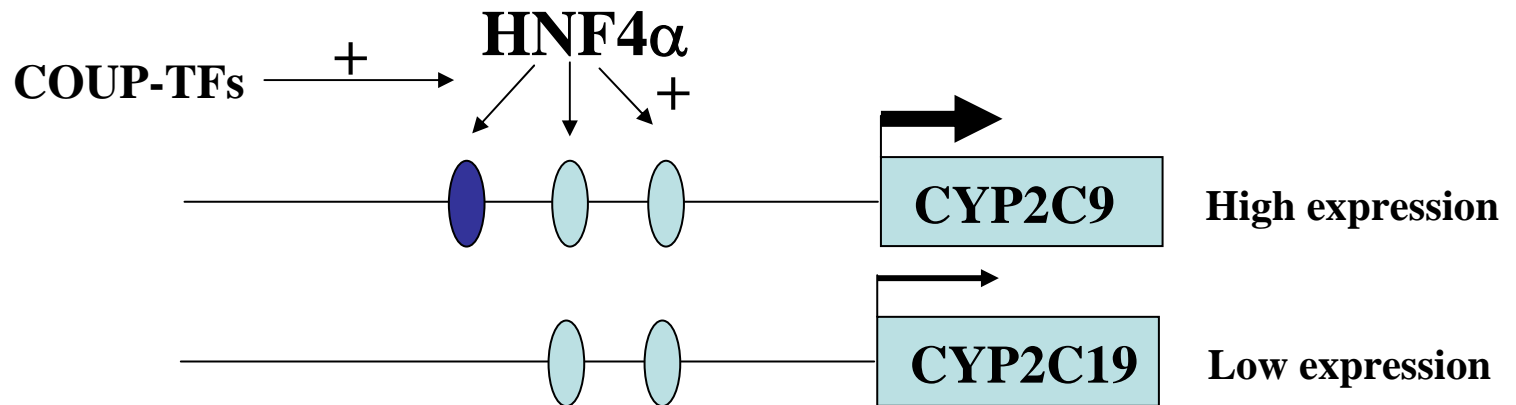 HNF4α
COUP-TFs
+
+
CYP2C9
High expression
CYP2C19
Low expression